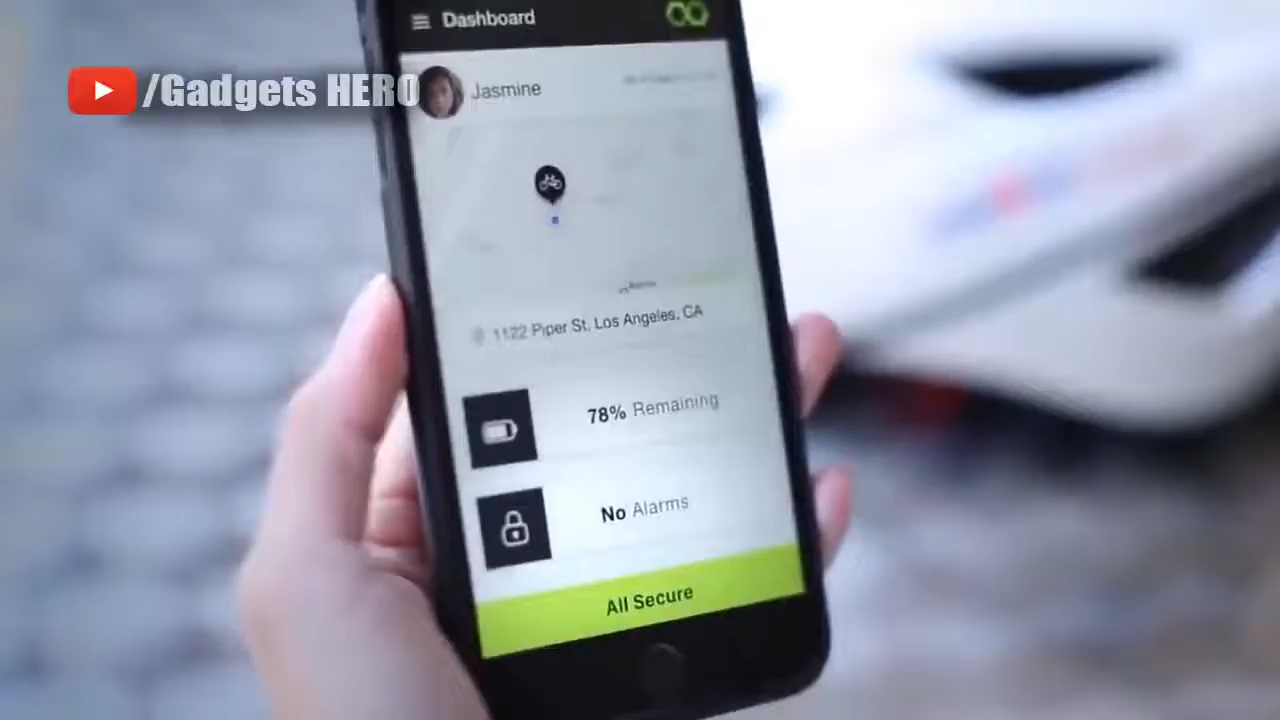 Dashboard
/Gadgets HERO
Jasmine
1122 Piper St, Los Angeles, CA
78% Remaining
No Alarms
All Secure